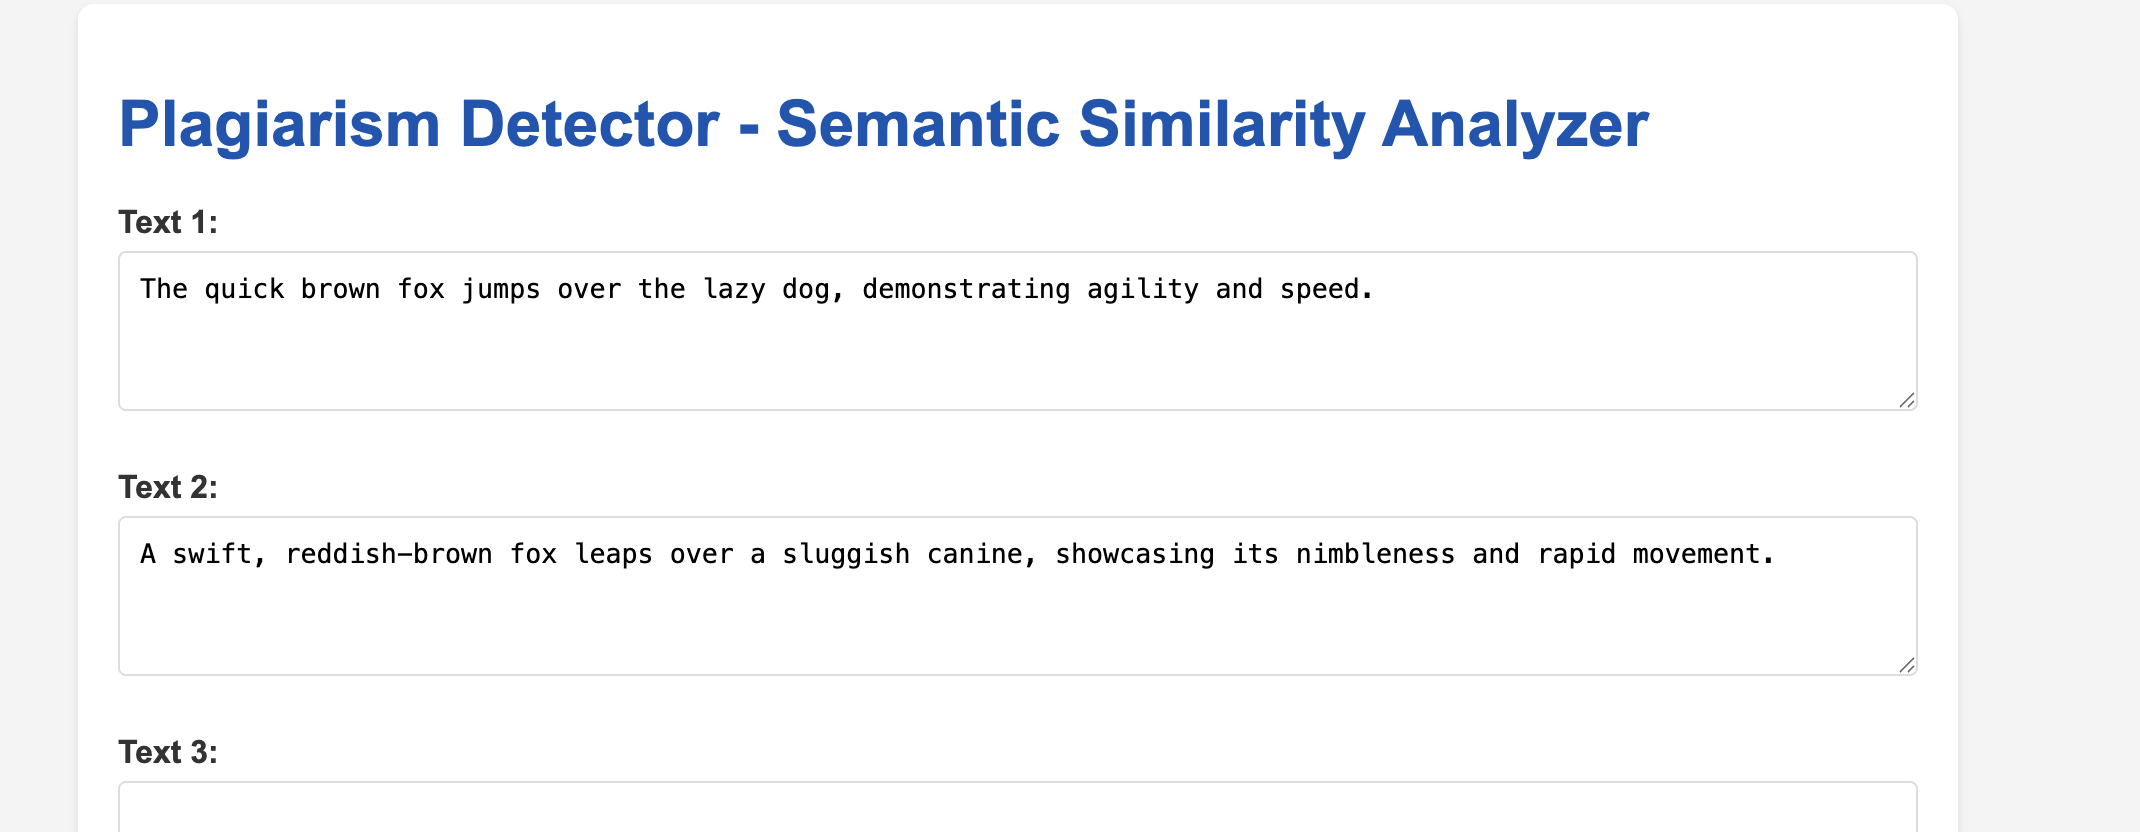 Plagiarism Detector - Semantic Similarity Analyzer
Text 1:
The quick brown fox jumps over the lazy dog, demonstrating agility and speed.
Text 2:
A swift, reddish-brown fox leaps over a sluggish canine, showcasing its nimbleness and rapid movement.
Text 3: